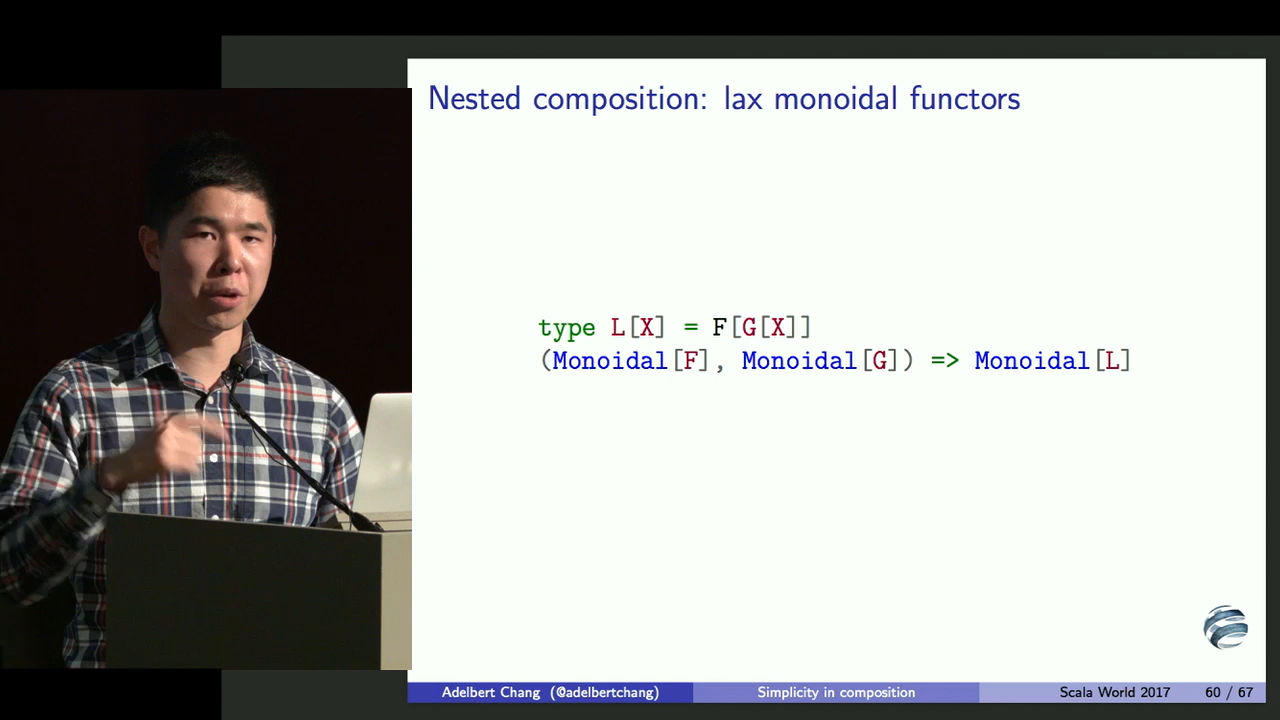 Nested composition: lax monoidal functors
type L[X] = F[G[X]]
(Monoidal[F], Monoidal[G]) => Monoidal[L]
Adelbert Chang (@adelbertchang) Simplicity in composition Scala World 2017 60 / 67